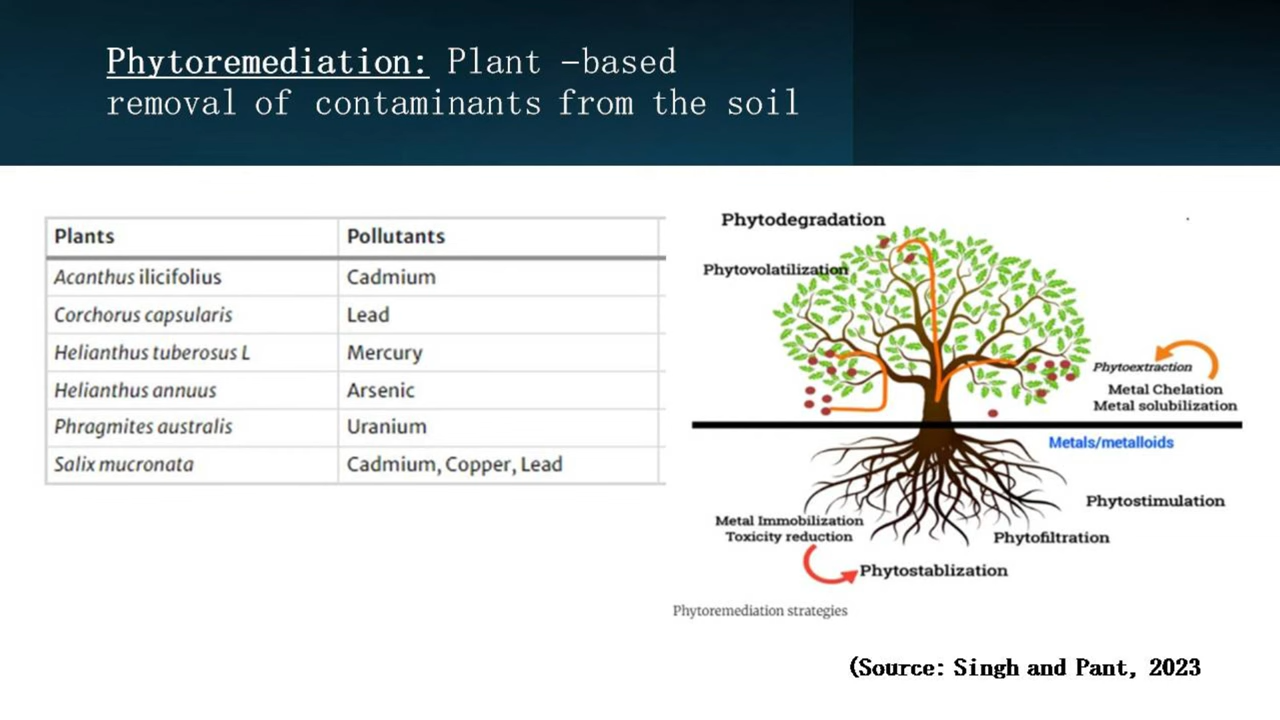 Phytoremediation: Plant –based
removal of contaminants from the soil
Plants Pollutants
Acanthus ilicifolius Cadmium
Corchorus capsularis Lead
Helianthus tuberosus L Mercury
Helianthus annuus Arsenic
Phragmites australis Uranium
Salix mucronata Cadmium, Copper, Lead
Phytodegradation
Phytovolatilization
Phytoextraction
Metal Chelation
Metal solubilization
Metals/metalloids
Phytostimulation
Metal Immobilization
Toxicity reduction
Phytofiltration
Phytostablization
Phytoremediation strategies
(Source: Singh and Pant, 2023